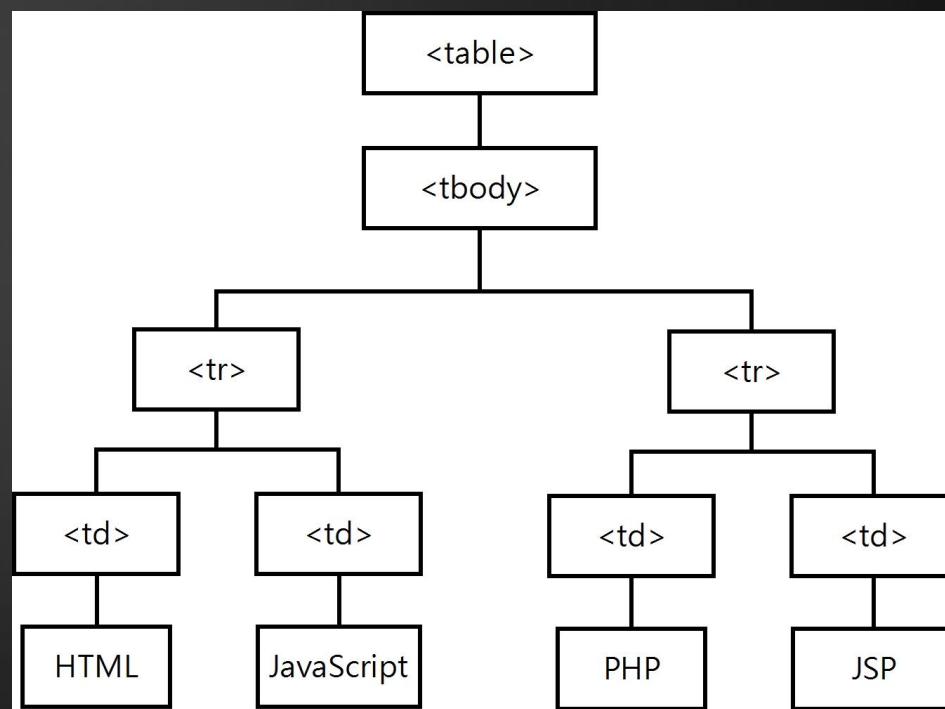 <table>
<tbody>
<tr>
<tr>
<td>
<td>
<td>
<td>
HTML
JavaScript
PHP
JSP